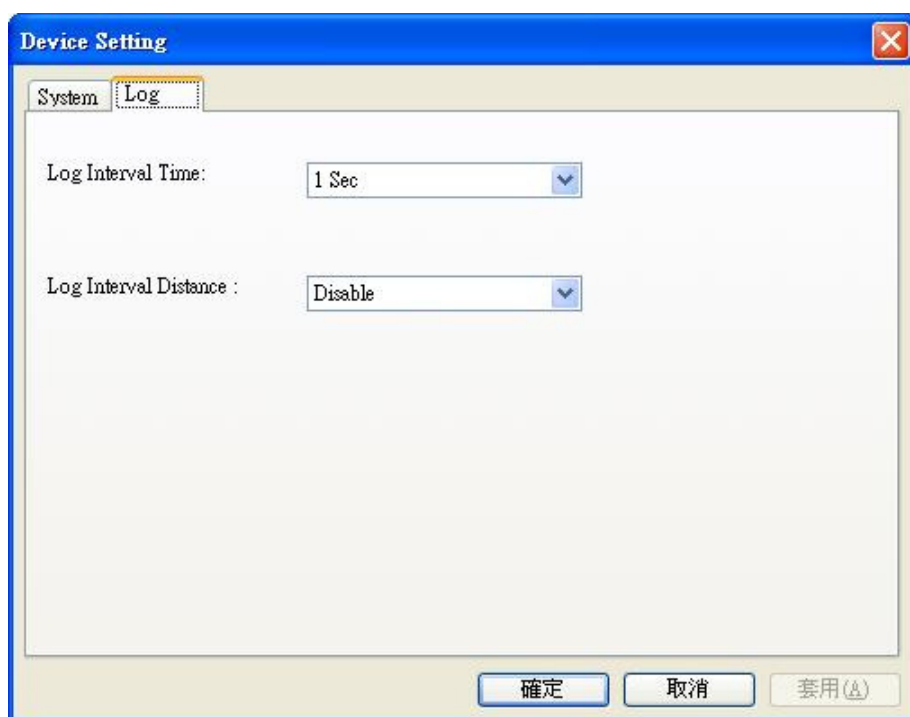 Device Setting
System Log
Log Interval Time: 1 Sec
Log Interval Distance : Disable
確定 取消 套用(A)